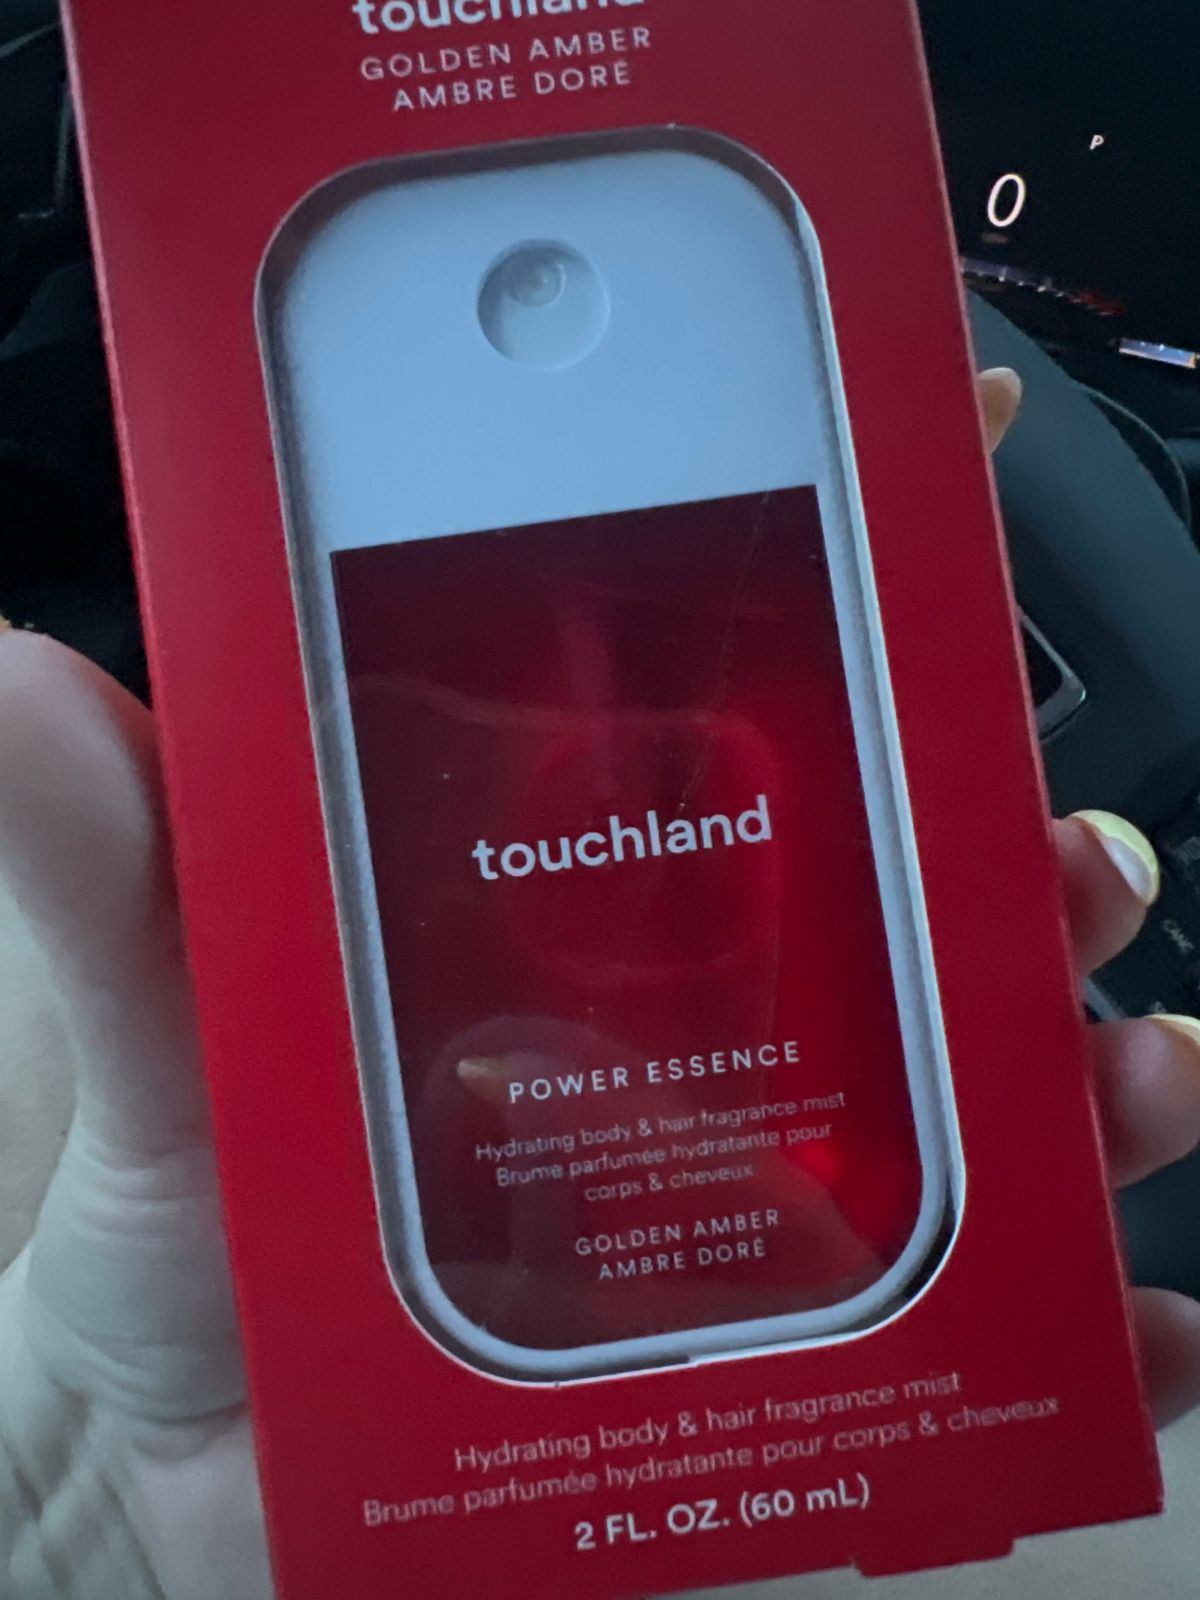 touchland
GOLDEN AMBER
AMBRE DORÉ
P
0
touchland
POWER ESSENCE
Hydrating body & hair fragrance mist
Brume parfumée hydratante pour
corps & cheveux
GOLDEN AMBER
AMBRE DORÉ
Hydrating body & hair fragrance mist
Brume parfumée hydratante pour corps & cheveux
2 FL. OZ. (60 mL)